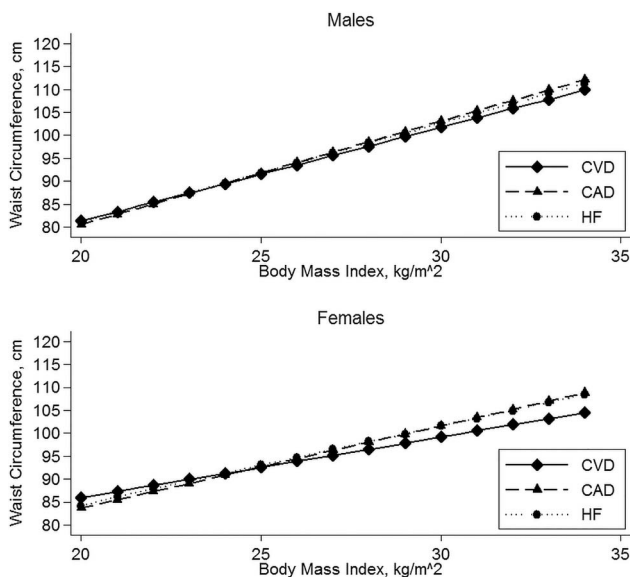 Males
Waist Circumference, cm
120
115
110
105
100
95
90
85
80
CVD
CAD
HF
20
25
30
35
Body Mass Index, kg/m^2
Females
Waist Circumference, cm
120
115
110
105
100
95
90
85
80
CVD
CAD
HF
20
25
30
35
Body Mass Index, kg/m^2